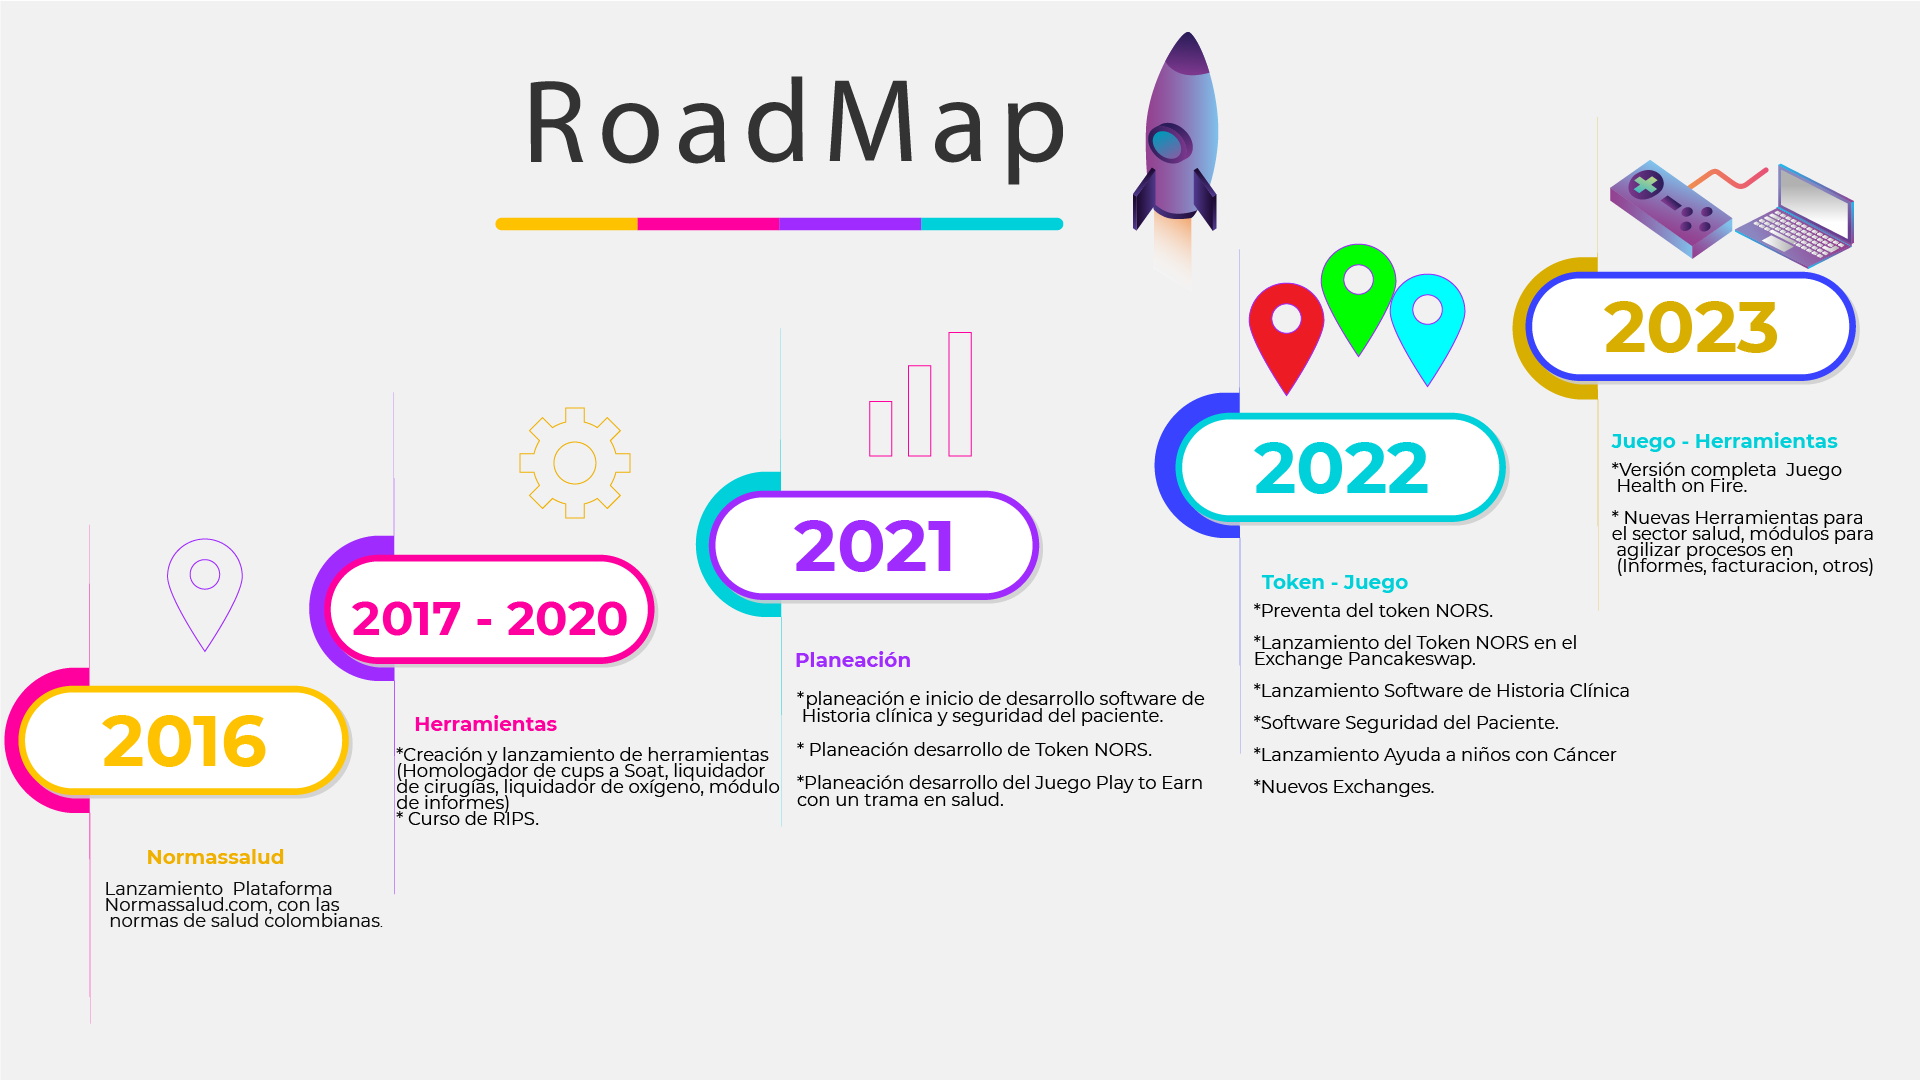 RoadMap
2016
Normassalud
Lanzamiento Plataforma
Normassalud.com, con las
normas de salud colombianas.
2017 - 2020
Herramientas
*Creación y lanzamiento de herramientas
(Homologador de cups a Soat, liquidador
de cirugías, liquidador de oxígeno, módulo
de informes)
* Curso de RIPS.
2021
Planeación
*planeación e inicio de desarrollo software de
Historia clínica y seguridad del paciente.
* Planeación desarrollo de Token NORS.
*Planeación desarrollo del Juego Play to Earn
con un trama en salud.
2022
Token - Juego
*Preventa del token NORS.
*Lanzamiento del Token NORS en el
Exchange Pancakeswap.
*Lanzamiento Software de Historia Clínica
*Software Seguridad del Paciente.
*Lanzamiento Ayuda a niños con Cáncer
*Nuevos Exchanges.
2023
Juego - Herramientas
*Versión completa Juego
Health on Fire.
* Nuevas Herramientas para
el sector salud, módulos para
agilizar procesos en
(Informes, facturacion, otros)